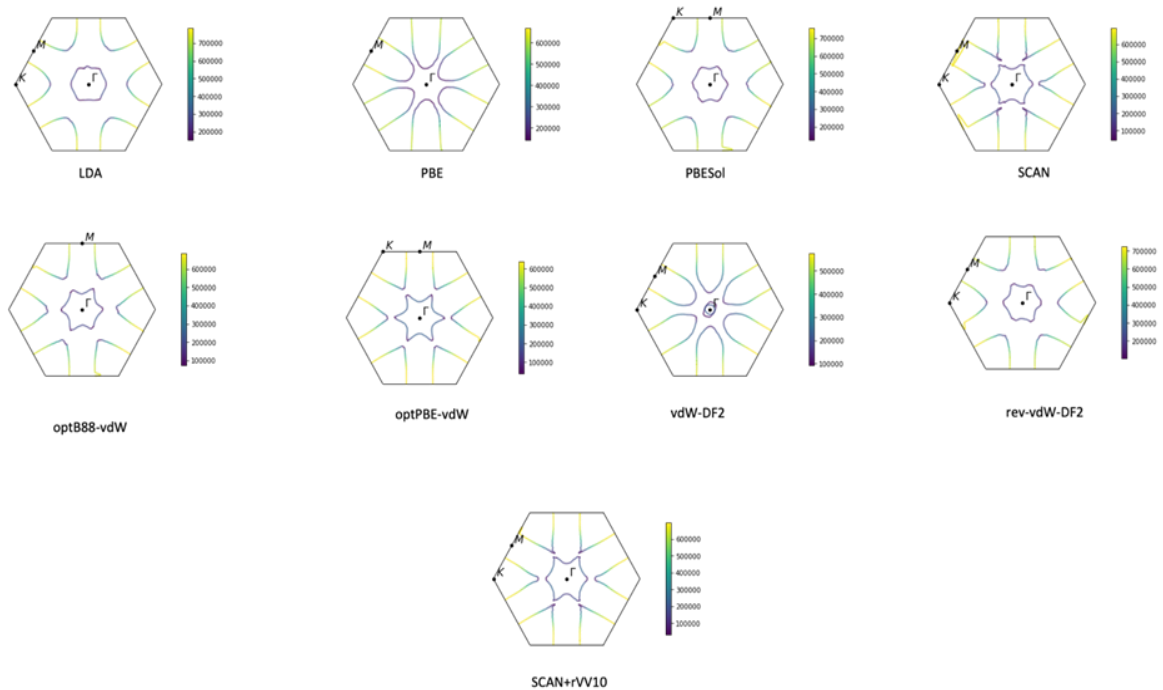 M
K
Γ
700000
600000
500000
400000
300000
200000
LDA
M
Γ
600000
500000
400000
300000
200000
PBE
K M
Γ
700000
600000
500000
400000
300000
200000
PBESol
M
K
Γ
600000
500000
400000
300000
200000
100000
SCAN
M
Γ
600000
500000
400000
300000
200000
100000
optB88-vdW
K M
Γ
600000
500000
400000
300000
200000
100000
optPBE-vdW
M
K
Γ
500000
400000
300000
200000
100000
vdW-DF2
M
K
Γ
700000
600000
500000
400000
300000
200000
rev-vdW-DF2
M
K
Γ
600000
500000
400000
300000
200000
100000
SCAN+rVV10